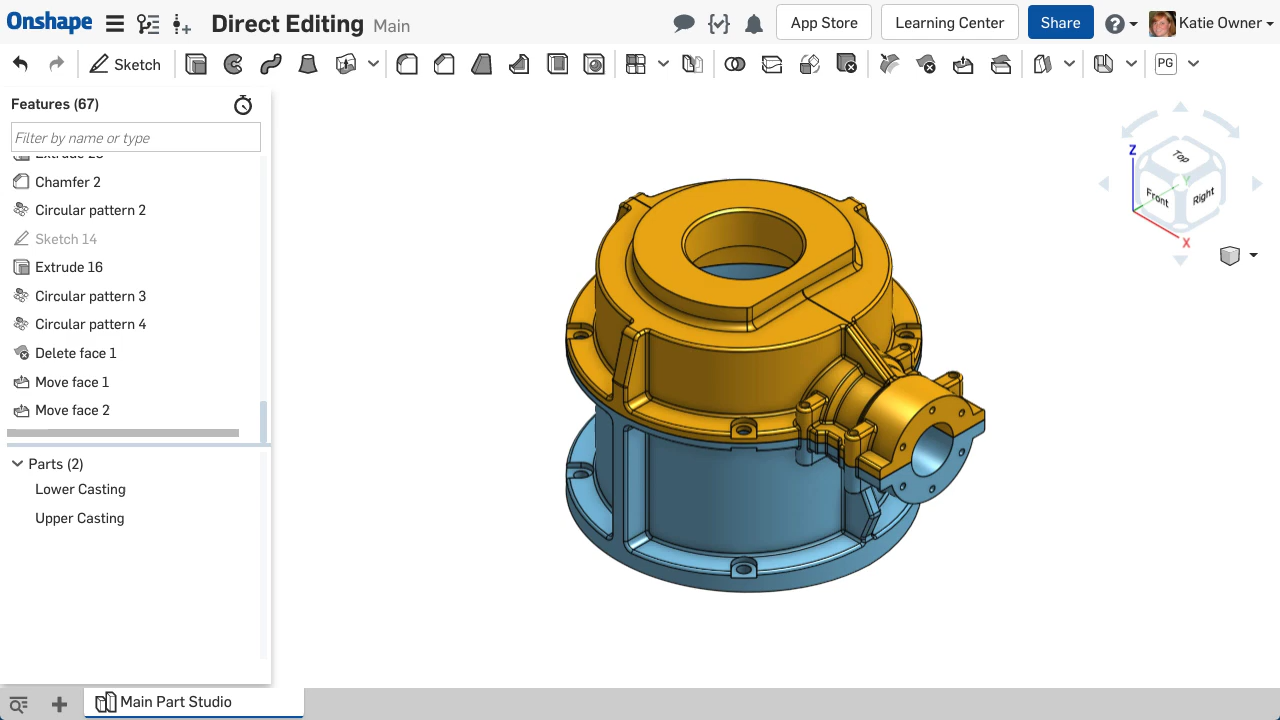 Onshape Direct Editing Main App Store Learning Center Share Katie Owner
Sketch PG
Features (67)
Filter by name or type
Chamfer 2
Circular pattern 2
Sketch 14
Extrude 16
Circular pattern 3
Circular pattern 4
Delete face 1
Move face 1
Move face 2
Parts (2)
Lower Casting
Upper Casting
Z
Top
Y
Front Right
X
Main Part Studio